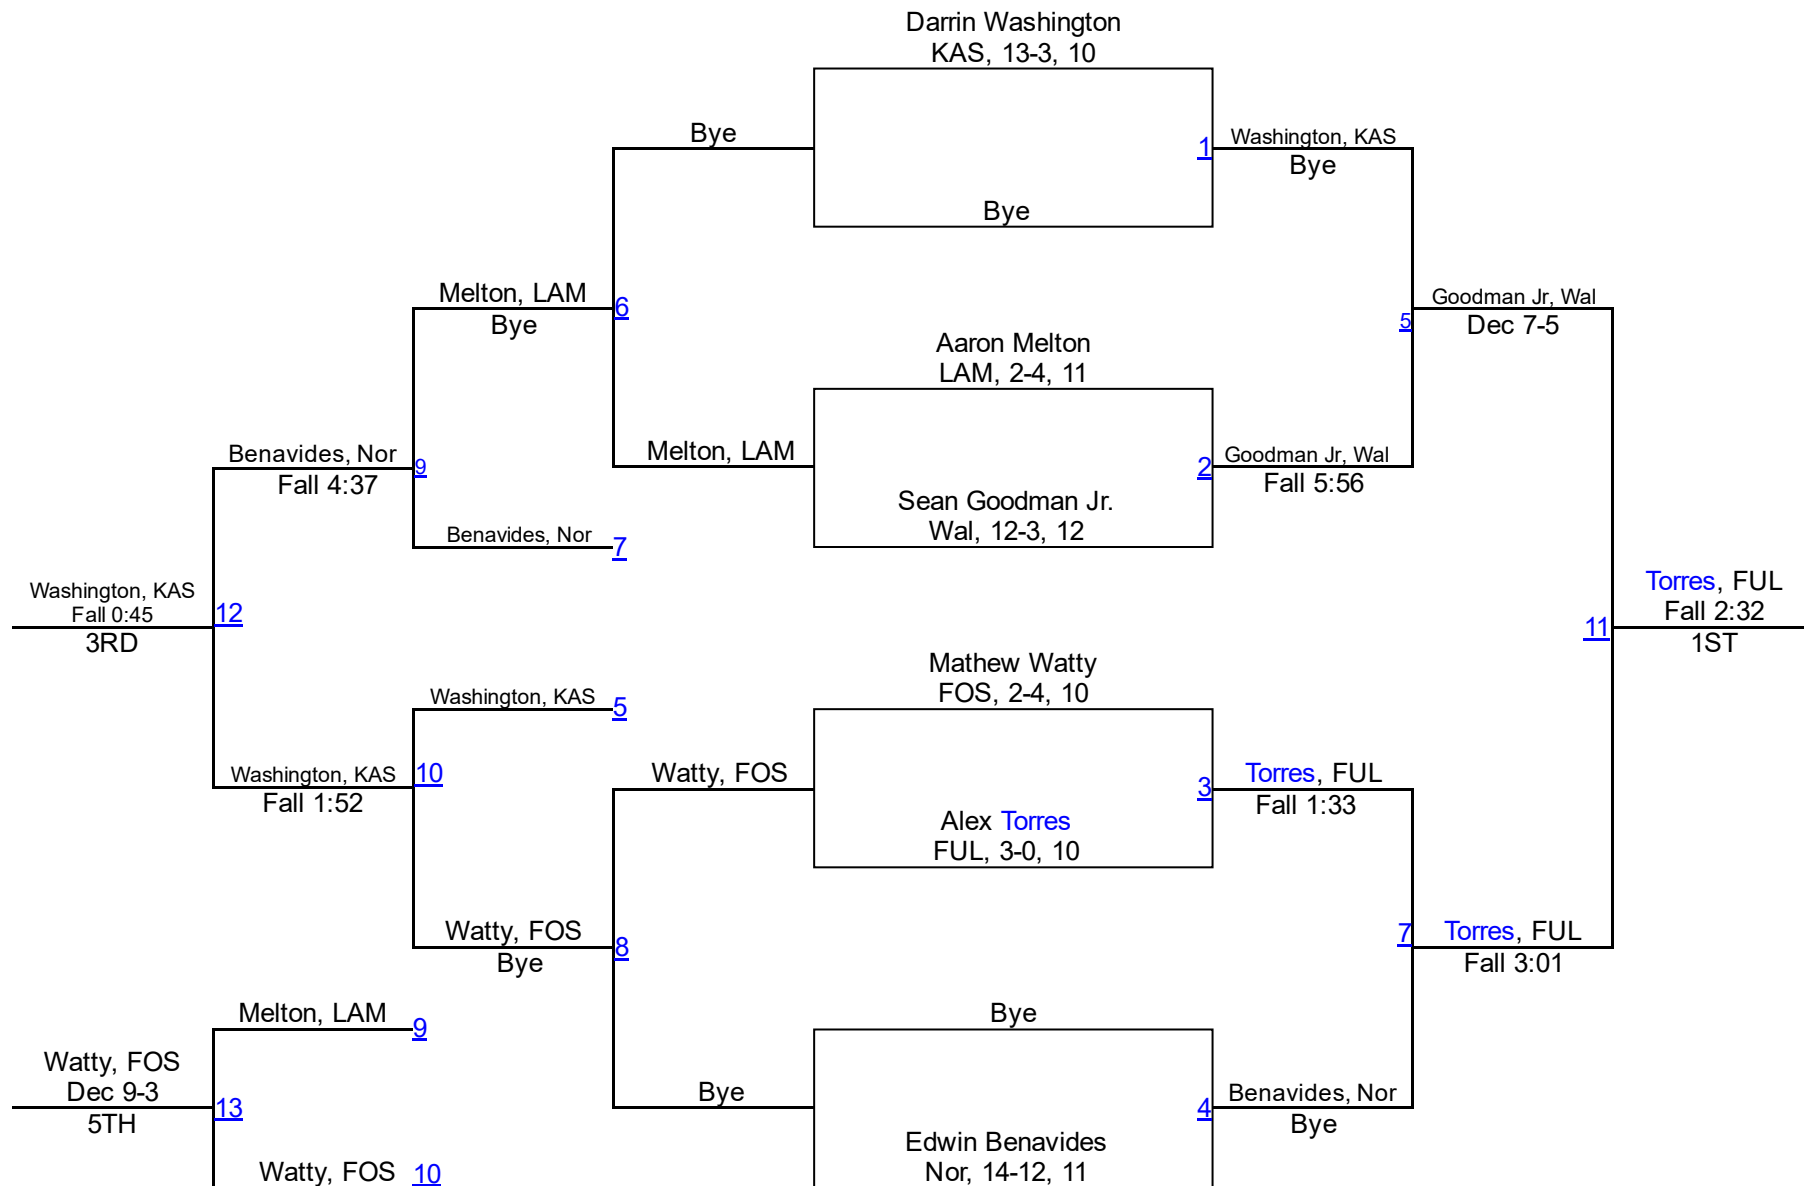 Darrin Washington
KAS, 13-3, 10
Bye
1
Washington, KAS
Bye
Bye
Melton, LAM
Bye
6
Goodman Jr, Wal
Dec 7-5
5
Aaron Melton
LAM, 2-4, 11
Benavides, Nor
Fall 4:37
9
Melton, LAM
2
Goodman Jr, Wal
Fall 5:56
Sean Goodman Jr.
Wal, 12-3, 12
Benavides, Nor
7
Washington, KAS
Fall 0:45
3RD
12
11
Torres, FUL
Fall 2:32
1ST
Mathew Watty
FOS, 2-4, 10
Washington, KAS
5
Washington, KAS
Fall 1:52
10
Watty, FOS
3
Torres, FUL
Fall 1:33
Alex Torres
FUL, 3-0, 10
Watty, FOS
Bye
8
7
Torres, FUL
Fall 3:01
Melton, LAM
9
Bye
Watty, FOS
Dec 9-3
5TH
13
Bye
4
Benavides, Nor
Bye
Edwin Benavides
Nor, 14-12, 11
Watty, FOS
10